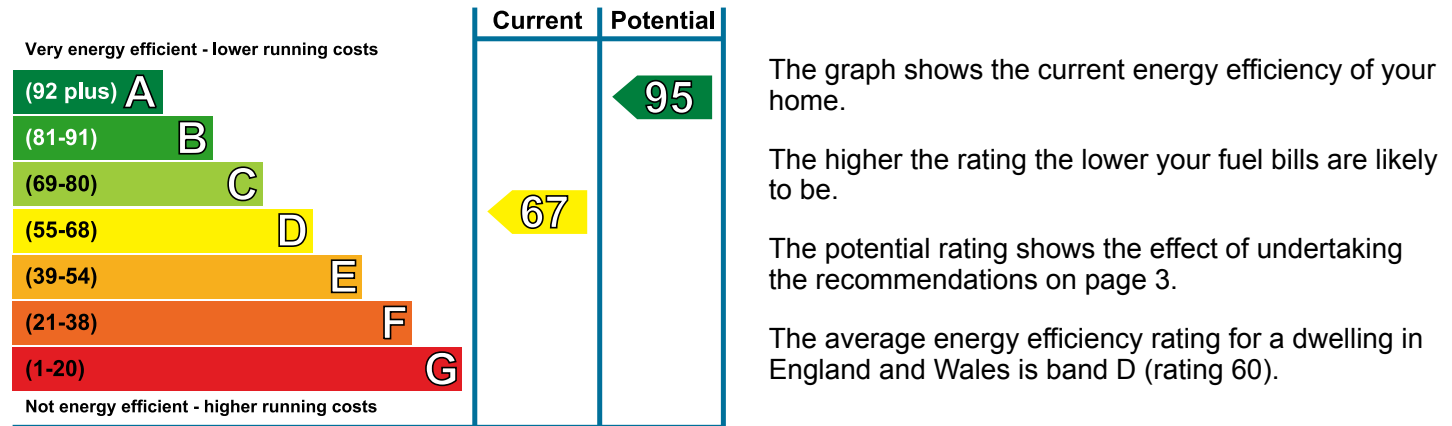 Current Potential
Very energy efficient - lower running costs
(92 plus) A
95
(81-91) B
(69-80) C
67
(55-68) D
(39-54) E
(21-38) F
(1-20) G
Not energy efficient - higher running costs
The graph shows the current energy efficiency of your
home.
The higher the rating the lower your fuel bills are likely
to be.
The potential rating shows the effect of undertaking
the recommendations on page 3.
The average energy efficiency rating for a dwelling in
England and Wales is band D (rating 60).